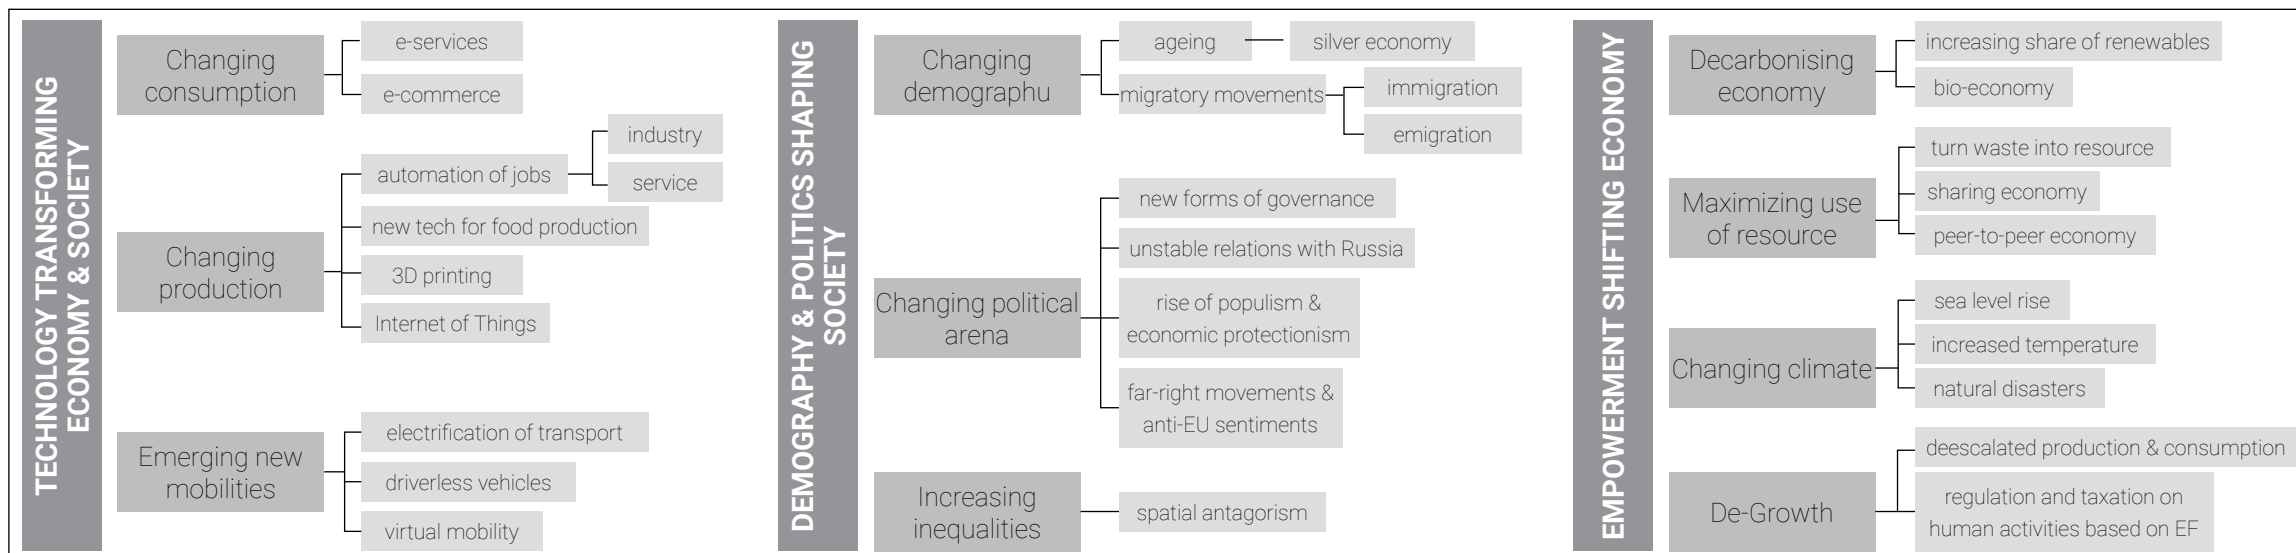 TECHNOLOGY TRANSFORMING
ECONOMY & SOCIETY
Changing
consumption
e-services
e-commerce
Changing
production
automation of jobs
industry
service
new tech for food production
3D printing
Internet of Things
Emerging new
mobilities
electrification of transport
driverless vehicles
virtual mobility
DEMOGRAPHY & POLITICS SHAPING
SOCIETY
Changing
demographu
ageing
silver economy
migratory movements
immigration
emigration
Changing political
arena
new forms of governance
unstable relations with Russia
rise of populism &
economic protectionism
far-right movements &
anti-EU sentiments
Increasing
inequalities
spatial antagorism
EMPOWERMENT SHIFTING ECONOMY
Decarbonising
economy
increasing share of renewables
bio-economy
Maximizing use
of resource
turn waste into resource
sharing economy
peer-to-peer economy
Changing climate
sea level rise
increased temperature
natural disasters
De-Growth
deescalated production & consumption
regulation and taxation on
human activities based on EF